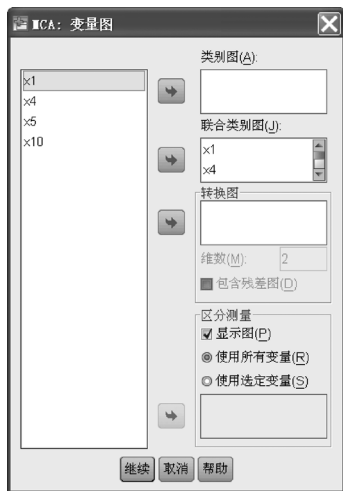 MCA: 变量图
x1
x4
x5
x10
类别图(A):
联合类别图(J):
x1
x4
转换图
维数(M): 2
包含残差图(D)
区分测量
显示图(P)
使用所有变量(R)
使用选定变量(S)
继续 取消 帮助